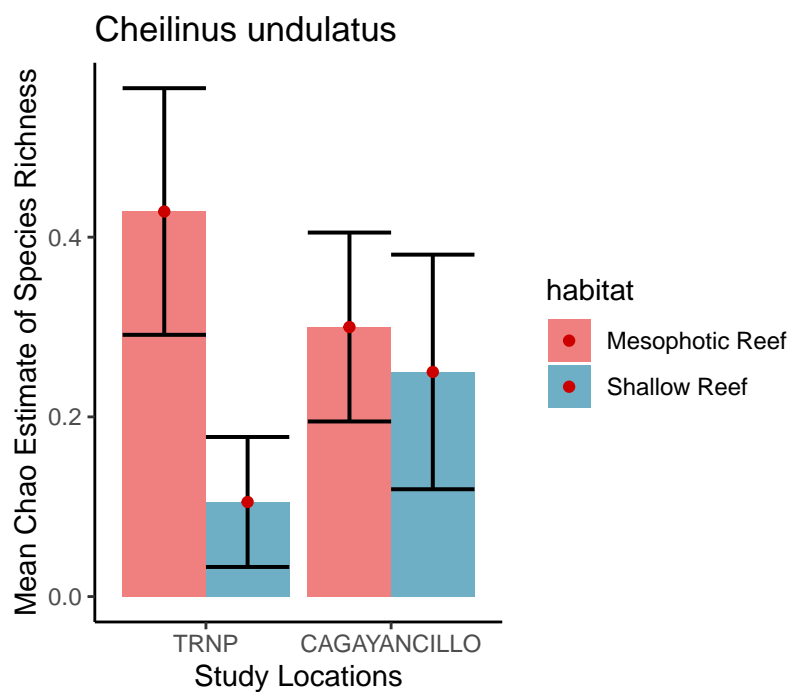 Cheilinus undulatus
Mean Chao Estimate of Species Richness
0.4
0.2
0.0
TRNP CAGAYANCILLO
Study Locations
habitat
Mesophotic Reef
Shallow Reef